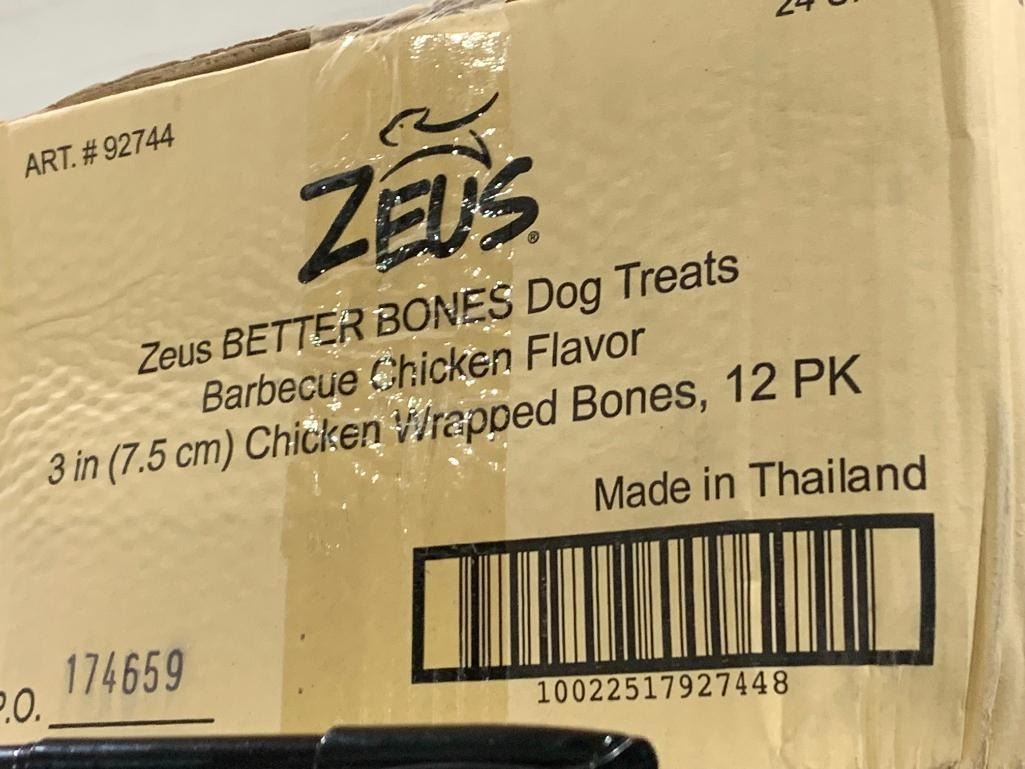 24
ART. # 92744
ZEUS®
Zeus BETTER BONES Dog Treats
Barbecue Chicken Flavor
3 in (7.5 cm) Chicken Wrapped Bones, 12 PK
Made in Thailand
10022517927448
P.O. 174659